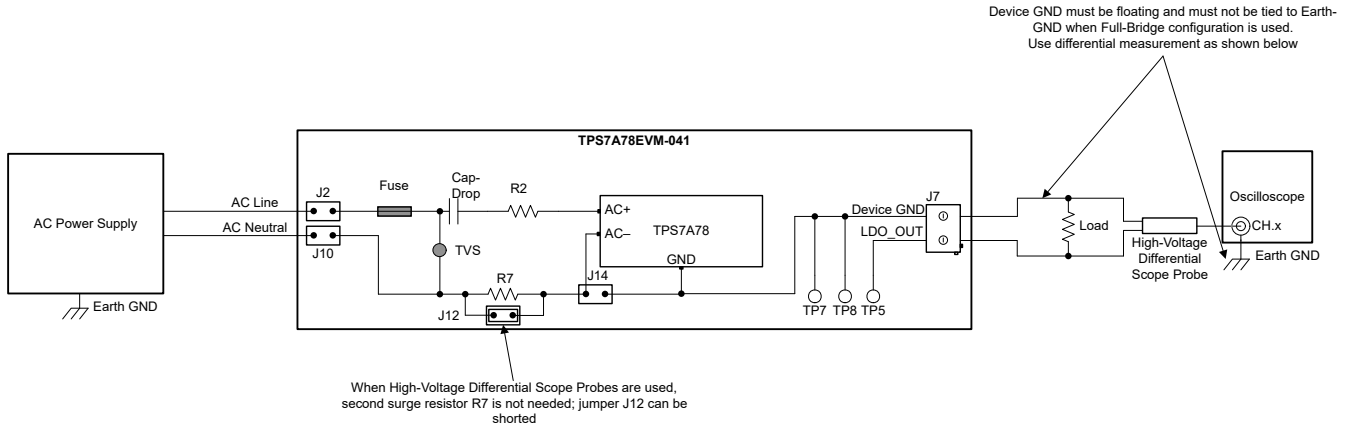 Device GND must be floating and must not be tied to Earth-
GND when Full-Bridge configuration is used.
Use differential measurement as shown below
TPS7A78EVM-041
AC Power Supply
Earth GND
AC Line
AC Neutral
J2
J10
Fuse
Cap-
Drop
R2
TVS
R7
J12
J14
AC+
AC–
TPS7A78
GND
Device GND
LDO_OUT
J7
TP7
TP8
TP5
Load
High-Voltage
Differential
Scope Probe
Oscilloscope
CH.x
Earth GND
When High-Voltage Differential Scope Probes are used,
second surge resistor R7 is not needed; jumper J12 can be
shorted